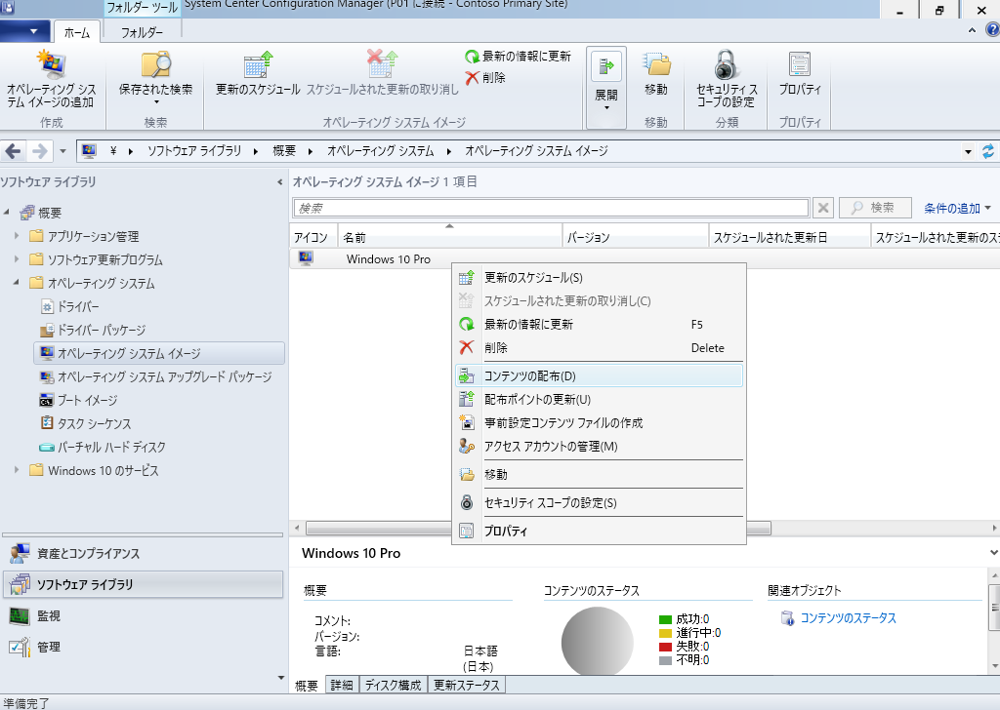 フォルダー ツール
System Center Configuration Manager (P01 に接続 - Contoso Primary Site)
ホーム
フォルダー
オペレーティング シス
テム イメージの追加
保存された検索
更新のスケジュール
スケジュールされた更新の取り消し
最新の情報に更新
削除
展開
移動
セキュリティ ス
コープの設定
プロパティ
作成
検索
オペレーティング システム イメージ
移動
分類
プロパティ
¥ ソフトウェア ライブラリ 概要 オペレーティング システム オペレーティング システム イメージ
ソフトウェア ライブラリ
概要
アプリケーション管理
ソフトウェア更新プログラム
オペレーティング システム
ドライバー
ドライバー パッケージ
オペレーティング システム イメージ
オペレーティング システム アップグレード パッケージ
ブート イメージ
タスク シーケンス
バーチャル ハード ディスク
Windows 10 のサービス
資産とコンプライアンス
ソフトウェア ライブラリ
監視
管理
オペレーティング システム イメージ 1 項目
検索
検索
条件の追加
アイコン 名前 バージョン スケジュールされた更新日 スケジュールされた更新のス
Windows 10 Pro
更新のスケジュール(S)
スケジュールされた更新の取り消し(C)
最新の情報に更新 F5
削除 Delete
コンテンツの配布(D)
配布ポイントの更新(U)
事前設定コンテンツ ファイルの作成
アクセス アカウントの管理(M)
移動
セキュリティ スコープの設定(S)
プロパティ
Windows 10 Pro
概要
コメント:
バージョン:
言語: 日本語
(日本)
コンテンツのステータス
成功:0
進行中:0
失敗:0
不明:0
関連オブジェクト
コンテンツのステータス
概要 詳細 ディスク構成 更新ステータス
準備完了